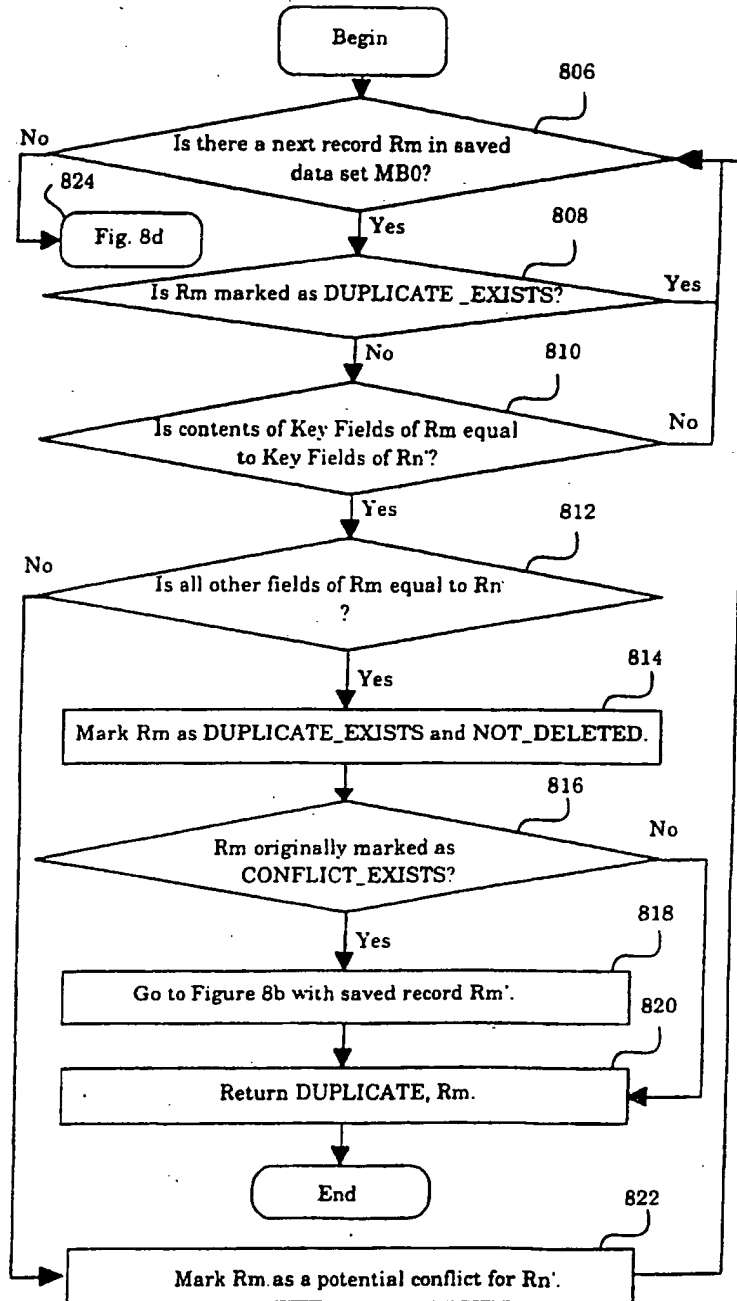 Begin
806
Is there a next record Rm in saved
data set MB0?
No
824
Fig. 8d
Yes
808
Is Rm marked as DUPLICATE_EXISTS?
Yes
No
810
Is contents of Key Fields of Rm equal
to Key Fields of Rn'?
No
Yes
812
No
Is all other fields of Rm equal to Rn'
?
Yes
814
Mark Rm as DUPLICATE_EXISTS and NOT_DELETED.
816
Rm originally marked as
CONFLICT_EXISTS?
No
Yes
818
Go to Figure 8b with saved record Rm'.
820
Return DUPLICATE, Rm.
End
822
Mark Rm as a potential conflict for Rn'.